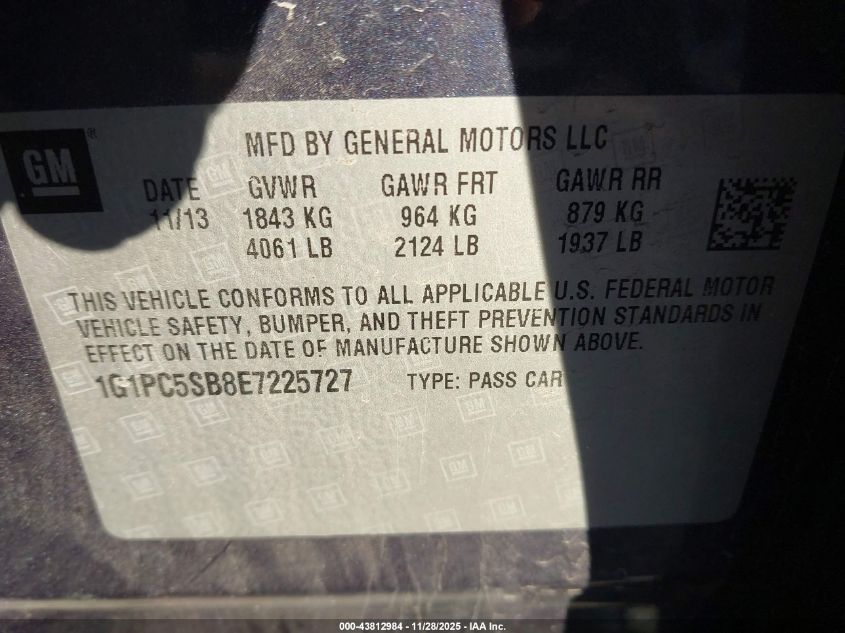 GM ®
MFD BY GENERAL MOTORS LLC
DATE GVWR GAWR FRT GAWR RR
11/13 1843 KG 964 KG 879 KG
4061 LB 2124 LB 1937 LB
THIS VEHICLE CONFORMS TO ALL APPLICABLE U.S. FEDERAL MOTOR
VEHICLE SAFETY, BUMPER, AND THEFT PREVENTION STANDARDS IN
EFFECT ON THE DATE OF MANUFACTURE SHOWN ABOVE.
1G1PC5SB8E7225727 TYPE: PASS CAR
000-43812984 - 11/28/2025 - IAA Inc.